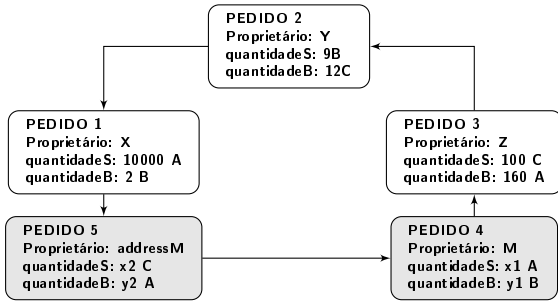 PEDIDO 2
Proprietário: Y
quantidadeS: 9B
quantidadeB: 12C
PEDIDO 1
Proprietário: X
quantidadeS: 10000 A
quantidadeB: 2 B
PEDIDO 3
Proprietário: Z
quantidadeS: 100 C
quantidadeB: 160 A
PEDIDO 5
Proprietário: addressM
quantidadeS: x2 C
quantidadeB: y2 A
PEDIDO 4
Proprietário: M
quantidadeS: x1 A
quantidadeB: y1 B